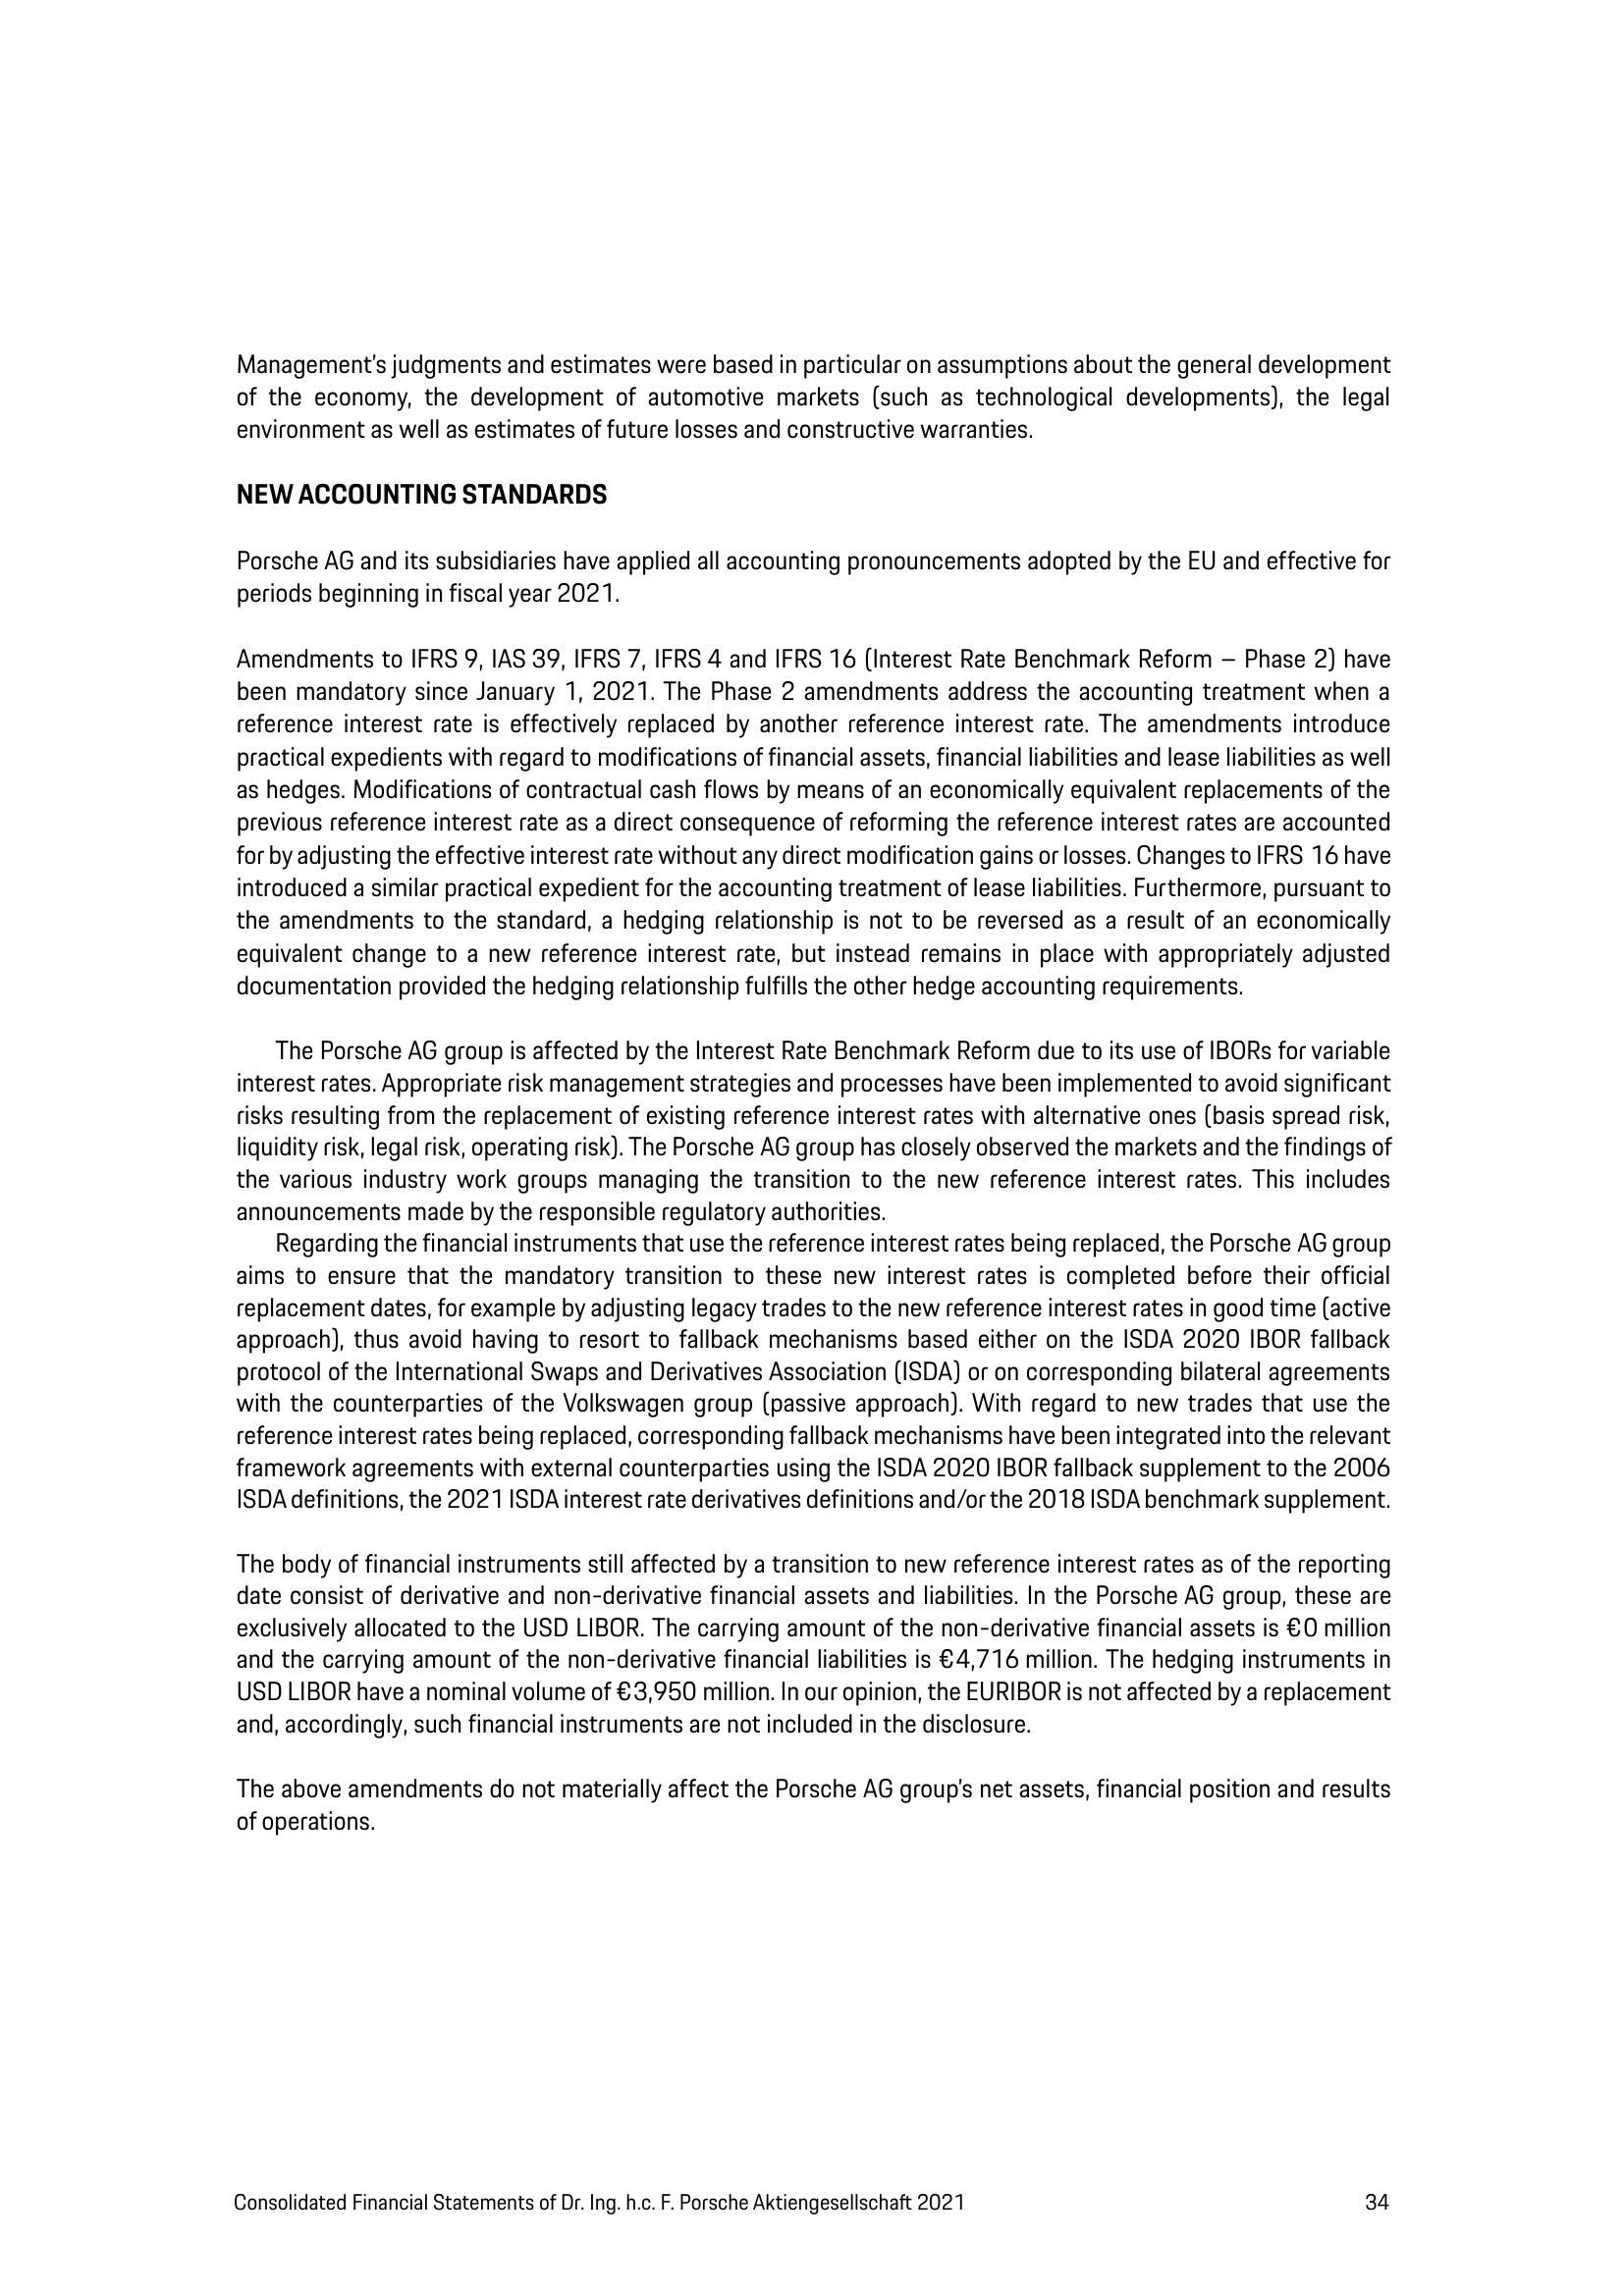 Management's judgments and estimates were based in particular on assumptions about the general development
of the economy, the development of automotive markets (such as technological developments), the legal
environment as well as estimates of future losses and constructive warranties.
NEW ACCOUNTING STANDARDS
Porsche AG and its subsidiaries have applied all accounting pronouncements adopted by the EU and effective for
periods beginning in fiscal year 2021.
Amendments to IFRS 9, IAS 39, IFRS 7, IFRS 4 and IFRS 16 (Interest Rate Benchmark Reform – Phase 2) have
been mandatory since January 1, 2021. The Phase 2 amendments address the accounting treatment when a
reference interest rate is effectively replaced by another reference interest rate. The amendments introduce
practical expedients with regard to modifications of financial assets, financial liabilities and lease liabilities as well
as hedges. Modifications of contractual cash flows by means of an economically equivalent replacements of the
previous reference interest rate as a direct consequence of reforming the reference interest rates are accounted
for by adjusting the effective interest rate without any direct modification gains or losses. Changes to IFRS 16 have
introduced a similar practical expedient for the accounting treatment of lease liabilities. Furthermore, pursuant to
the amendments to the standard, a hedging relationship is not to be reversed as a result of an economically
equivalent change to a new reference interest rate, but instead remains in place with appropriately adjusted
documentation provided the hedging relationship fulfills the other hedge accounting requirements.
The Porsche AG group is affected by the Interest Rate Benchmark Reform due to its use of IBORs for variable
interest rates. Appropriate risk management strategies and processes have been implemented to avoid significant
risks resulting from the replacement of existing reference interest rates with alternative ones (basis spread risk,
liquidity risk, legal risk, operating risk). The Porsche AG group has closely observed the markets and the findings of
the various industry work groups managing the transition to the new reference interest rates. This includes
announcements made by the responsible regulatory authorities.
Regarding the financial instruments that use the reference interest rates being replaced, the Porsche AG group
aims to ensure that the mandatory transition to these new interest rates is completed before their official
replacement dates, for example by adjusting legacy trades to the new reference interest rates in good time (active
approach), thus avoid having to resort to fallback mechanisms based either on the ISDA 2020 IBOR fallback
protocol of the International Swaps and Derivatives Association (ISDA) or on corresponding bilateral agreements
with the counterparties of the Volkswagen group (passive approach). With regard to new trades that use the
reference interest rates being replaced, corresponding fallback mechanisms have been integrated into the relevant
framework agreements with external counterparties using the ISDA 2020 IBOR fallback supplement to the 2006
ISDA definitions, the 2021 ISDA interest rate derivatives definitions and/or the 2018 ISDA benchmark supplement.
The body of financial instruments still affected by a transition to new reference interest rates as of the reporting
date consist of derivative and non-derivative financial assets and liabilities. In the Porsche AG group, these are
exclusively allocated to the USD LIBOR. The carrying amount of the non-derivative financial assets is €0 million
and the carrying amount of the non-derivative financial liabilities is €4,716 million. The hedging instruments in
USD LIBOR have a nominal volume of €3,950 million. In our opinion, the EURIBOR is not affected by a replacement
and, accordingly, such financial instruments are not included in the disclosure.
The above amendments do not materially affect the Porsche AG group's net assets, financial position and results
of operations.
Consolidated Financial Statements of Dr. Ing. h.c. F. Porsche Aktiengesellschaft 2021 34